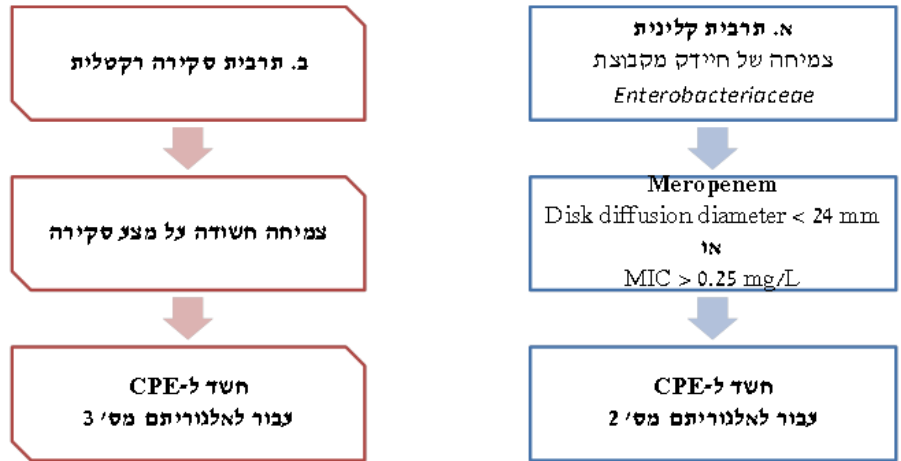 א. תרבית קלינית
צמיחה של חיידק מקבוצת
Enterobacteriaceae
Meropenem
Disk diffusion diameter < 24 mm
או
MIC > 0.25 mg/L
חשד ל-CPE
עבור לאלגוריתם מס׳ 2
ב. תרבית סקירה רקטלית
צמיחה חשודה על מצע סקירה
חשד ל-CPE
עבור לאלגוריתם מס׳ 3